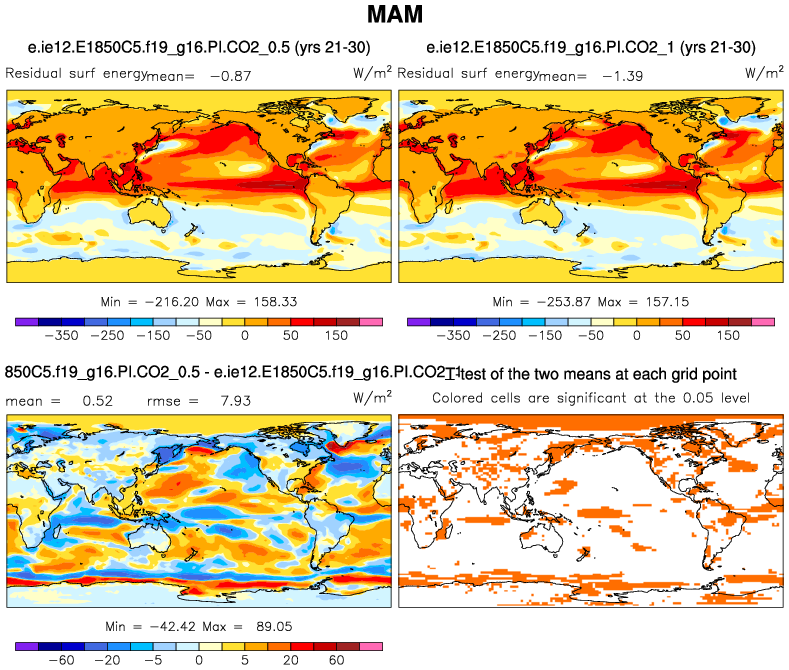 MAM
e.ie12.E1850C5.f19_g16.PI.CO2_0.5 (yrs 21-30)
Residual surf energy mean= -0.87 W/m²
Min = -216.20 Max = 158.33
-350 -250 -150 -50 0 50 150
e.ie12.E1850C5.f19_g16.PI.CO2_1 (yrs 21-30)
Residual surf energy mean= -1.39 W/m²
Min = -253.87 Max = 157.15
-350 -250 -150 -50 0 50 150
850C5.f19_g16.PI.CO2_0.5 - e.ie12.E1850C5.f19_g16.PI.CO2_1
mean = 0.52 rmse = 7.93 W/m²
Min = -42.42 Max = 89.05
-60 -20 -5 0 5 20 60
T-test of the two means at each grid point
Colored cells are significant at the 0.05 level